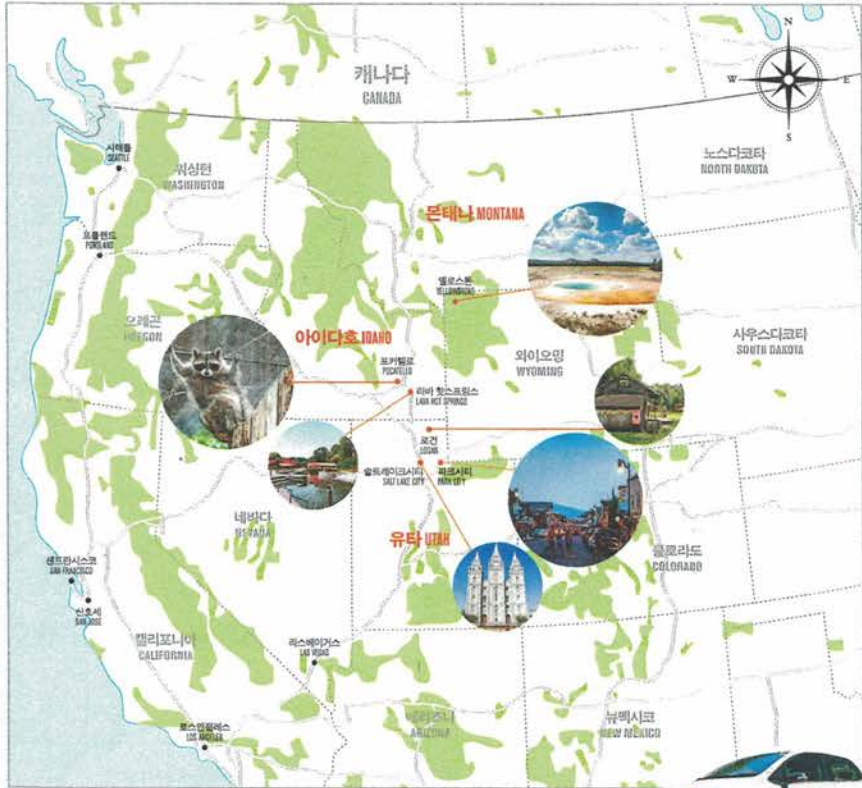 캐나다
CANADA
N
W
E
S
시애틀
SEATTLE
워싱턴
WASHINGTON
노스다코타
NORTH DAKOTA
몬태나 MONTANA
포틀랜드
PORTLAND
옐로스톤
YELLOWSTONE
오레곤
OREGON
아이다호 IDAHO
와이오밍
WYOMING
사우스다코타
SOUTH DAKOTA
포커텔로
POCATELLO
라바 핫스프링스
LAVA HOT SPRINGS
로건
LOGAN
솔트레이크시티
SALT LAKE CITY
파크시티
PARK CITY
네바다
NEVADA
유타 UTAH
콜로라도
COLORADO
샌프란시스코
SAN FRANCISCO
산호세
SAN JOSE
캘리포니아
CALIFORNIA
라스베이거스
LAS VEGAS
로스앤젤레스
LOS ANGELES
애리조나
ARIZONA
뉴멕시코
NEW MEXICO